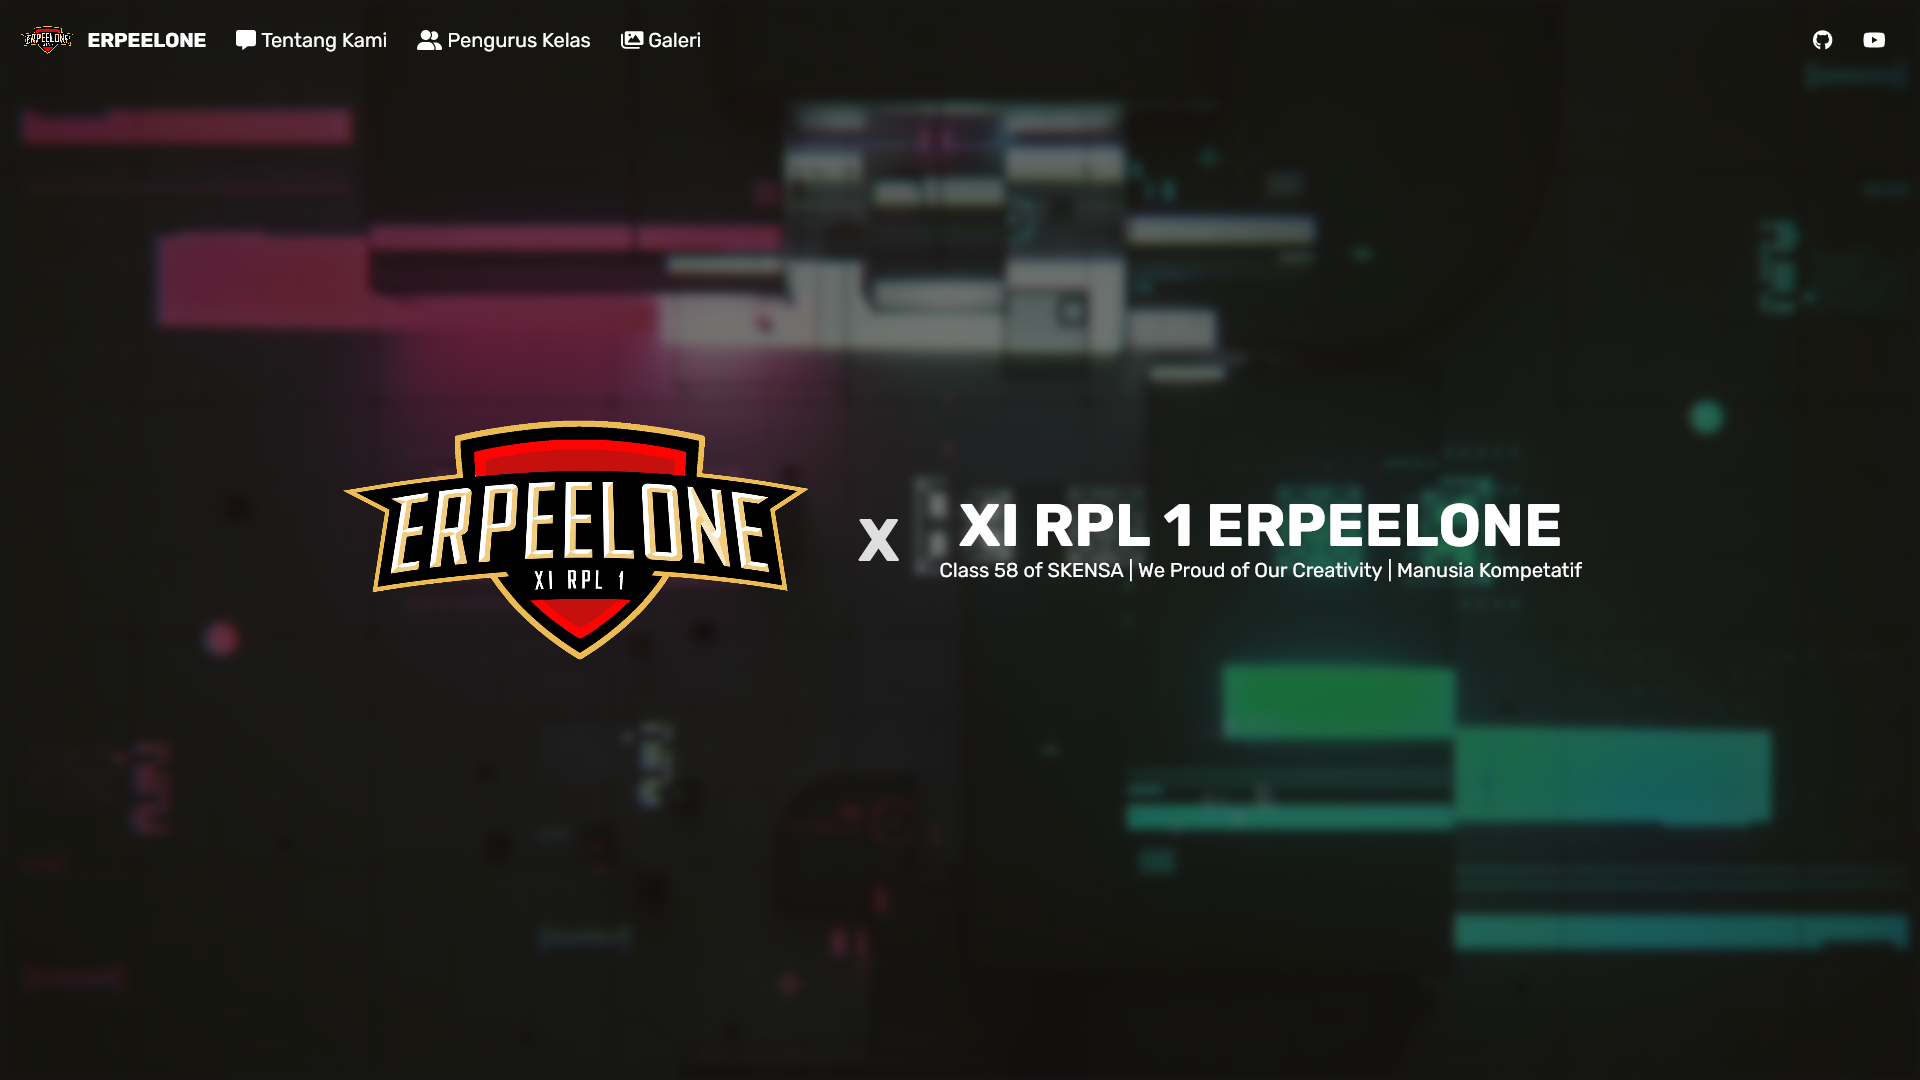 ERPEELONE
ERPEELONE
Tentang Kami
Pengurus Kelas
Galeri
ERPEELONE
XI RPL 1
X
XI RPL 1 ERPEELONE
Class 58 of SKENSA | We Proud of Our Creativity | Manusia Kompetatif